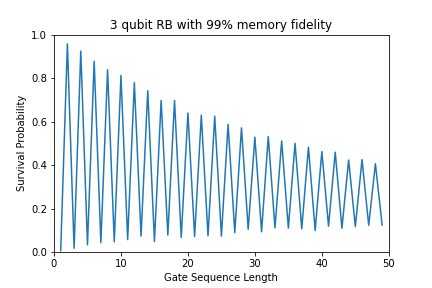 3 qubit RB with 99% memory fidelity
1.0
0.8
0.6
0.4
0.2
0.0
Survival Probability
0 10 20 30 40 50
Gate Sequence Length